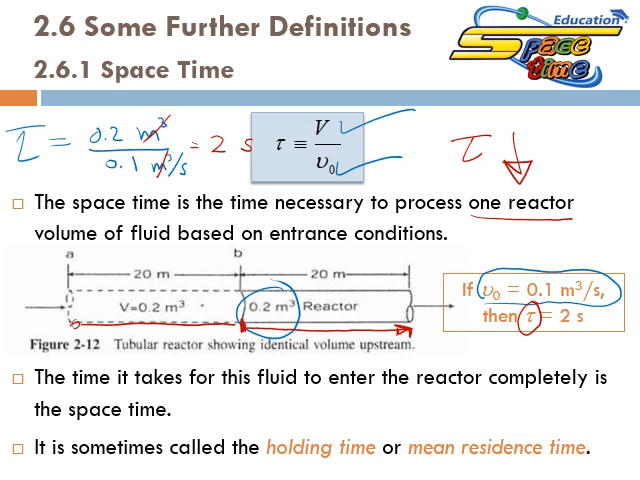 2.6 Some Further Definitions
Education
Space
time
2.6.1 Space Time
τ = 0.2 m³ / 0.1 m³/s = 2 s
τ ≡ V / υ₀
τ ↓
□ The space time is the time necessary to process one reactor
volume of fluid based on entrance conditions.
a b
20 m 20 m
V=0.2 m³ 0.2 m³ Reactor
Figure 2-12 Tubular reactor showing identical volume upstream.
If υ₀ = 0.1 m³/s,
then τ = 2 s
□ The time it takes for this fluid to enter the reactor completely is
the space time.
□ It is sometimes called the holding time or mean residence time.